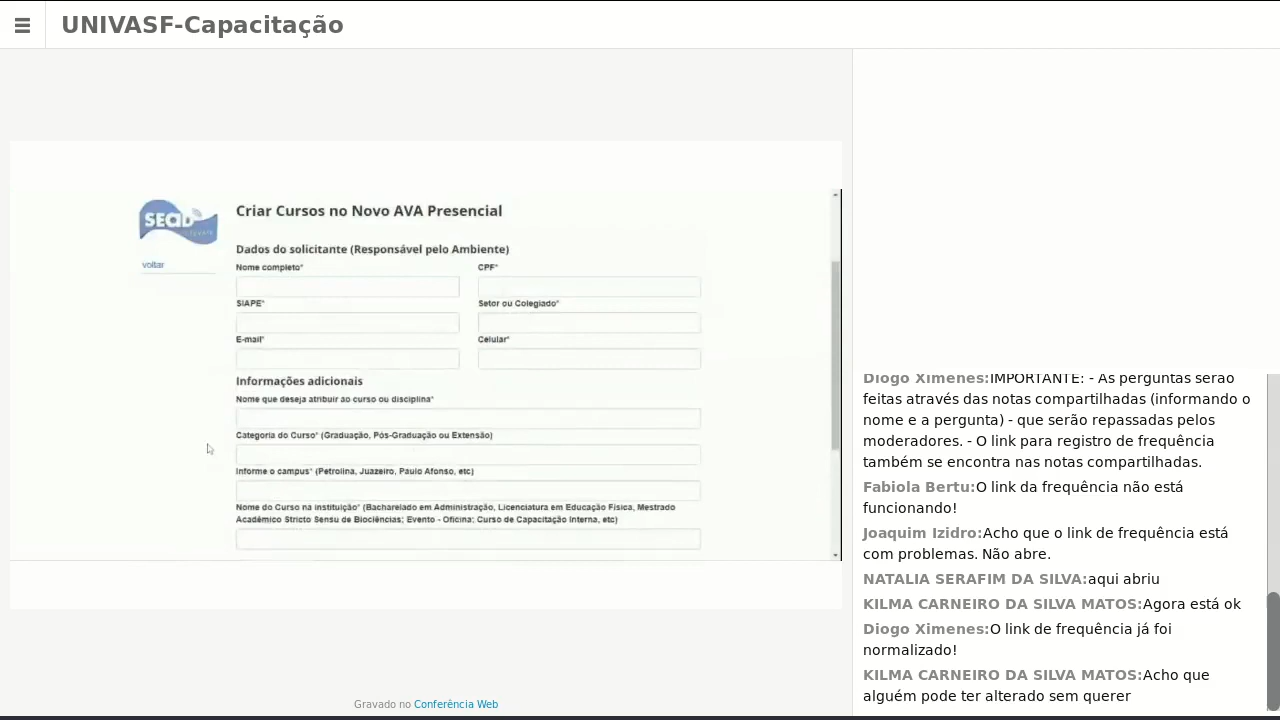 UNIVASF-Capacitação
SEaD
voltar
Criar Cursos no Novo AVA Presencial
Dados do solicitante (Responsável pelo Ambiente)
Nome completo* CPF*
SIAPE* Setor ou Colegiado*
E-mail* Celular*
Informações adicionais
Nome que deseja atribuir ao curso ou disciplina*
Categoria do Curso* (Graduação, Pós-Graduação ou Extensão)
Informe o campus* (Petrolina, Juazeiro, Paulo Afonso, etc)
Nome do Curso na instituição* (Bacharelado em Administração, Licenciatura em Educação Física, Mestrado
Acadêmico Stricto Sensu de Biociências; Evento - Oficina; Curso de Capacitação Interna, etc)
Gravado no Conferência Web
Diogo Ximenes:IMPORTANTE: - As perguntas serão
feitas através das notas compartilhadas (informando o
nome e a pergunta) - que serão repassadas pelos
moderadores. - O link para registro de frequência
também se encontra nas notas compartilhadas.
Fabiola Bertu:O link da frequência não está
funcionando!
Joaquim Izidro:Acho que o link de frequência está
com problemas. Não abre.
NATALIA SERAFIM DA SILVA:aqui abriu
KILMA CARNEIRO DA SILVA MATOS:Agora está ok
Diogo Ximenes:O link de frequência já foi
normalizado!
KILMA CARNEIRO DA SILVA MATOS:Acho que
alguém pode ter alterado sem querer